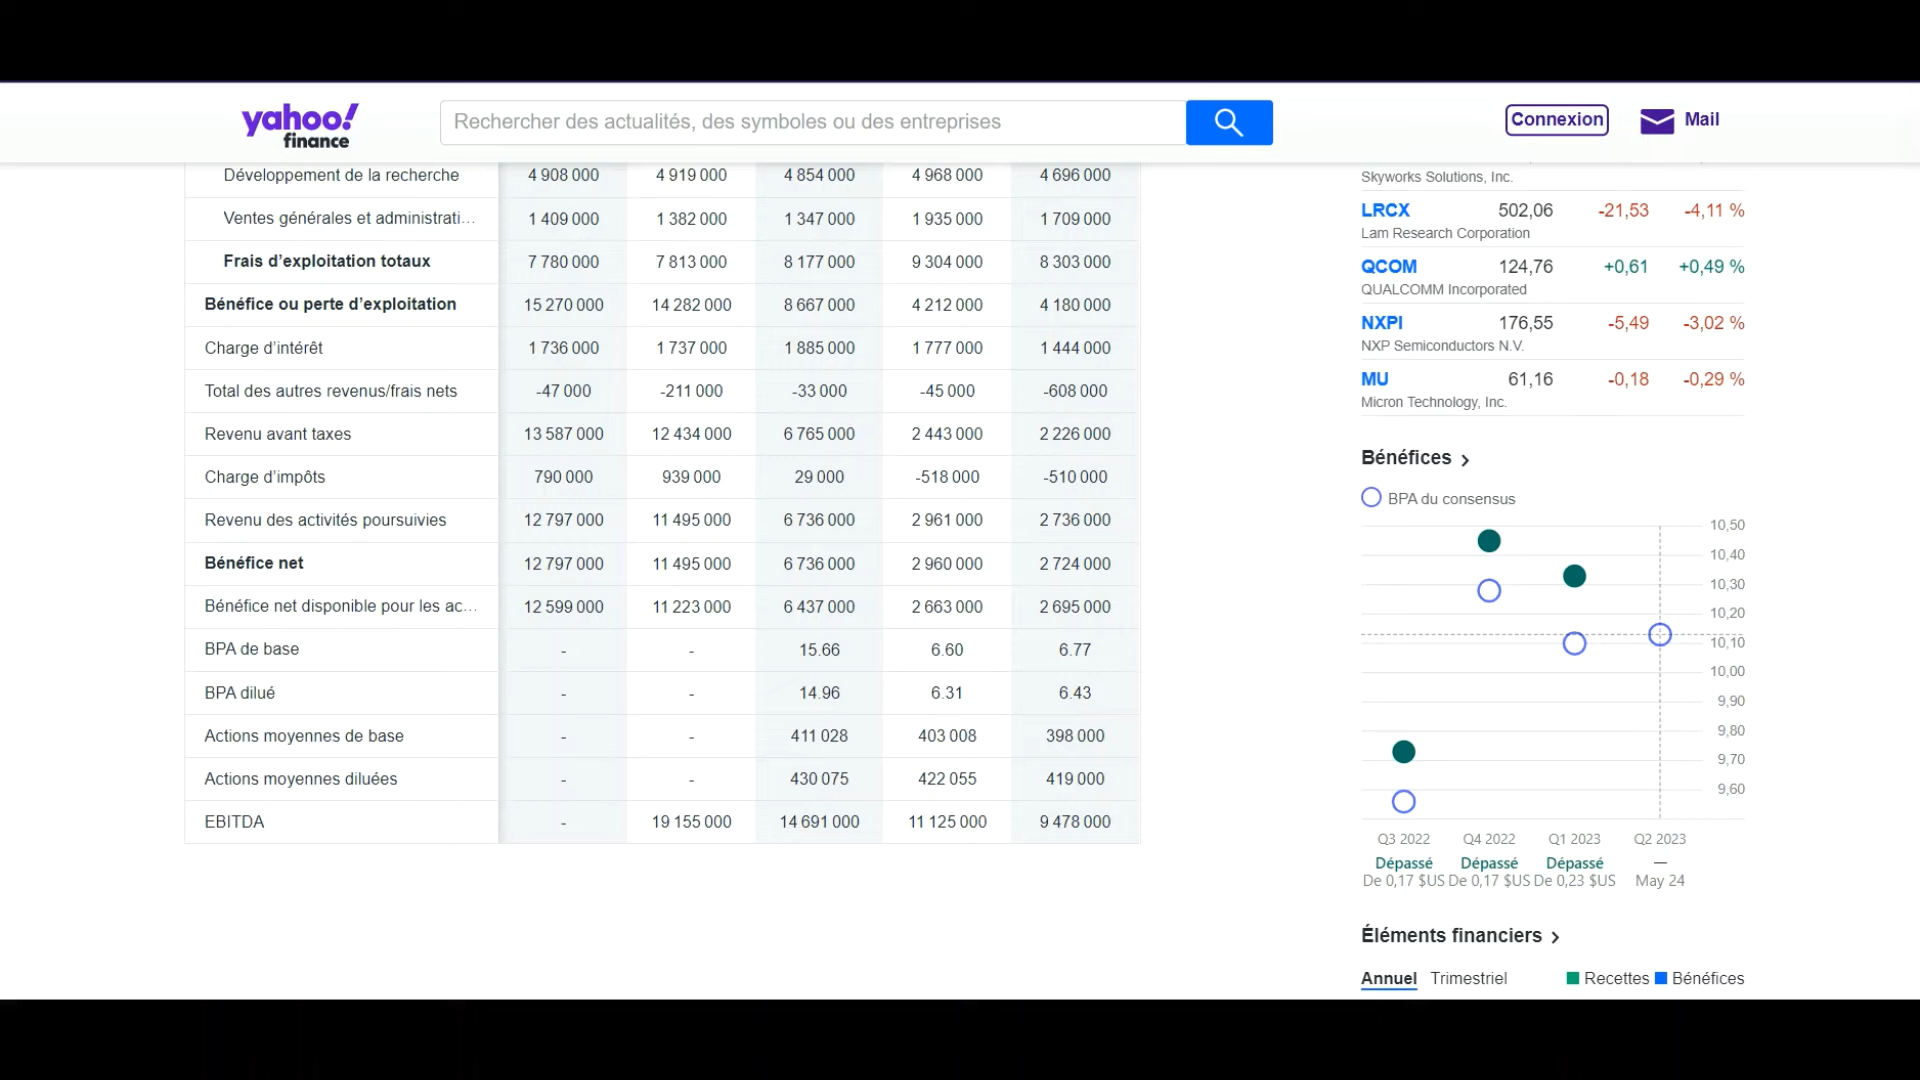 yahoo!
finance
Rechercher des actualités, des symboles ou des entreprises
Connexion
Mail
Développement de la recherche 4 908 000 4 919 000 4 854 000 4 968 000 4 696 000
Ventes générales et administrati... 1 409 000 1 382 000 1 347 000 1 935 000 1 709 000
Frais d’exploitation totaux 7 780 000 7 813 000 8 177 000 9 304 000 8 303 000
Bénéfice ou perte d’exploitation 15 270 000 14 282 000 8 667 000 4 212 000 4 180 000
Charge d’intérêt 1 736 000 1 737 000 1 885 000 1 777 000 1 444 000
Total des autres revenus/frais nets -47 000 -211 000 -33 000 -45 000 -608 000
Revenu avant taxes 13 587 000 12 434 000 6 765 000 2 443 000 2 226 000
Charge d’impôts 790 000 939 000 29 000 -518 000 -510 000
Revenu des activités poursuivies 12 797 000 11 495 000 6 736 000 2 961 000 2 736 000
Bénéfice net 12 797 000 11 495 000 6 736 000 2 960 000 2 724 000
Bénéfice net disponible pour les ac... 12 599 000 11 223 000 6 437 000 2 663 000 2 695 000
BPA de base - - 15.66 6.60 6.77
BPA dilué - - 14.96 6.31 6.43
Actions moyennes de base - - 411 028 403 008 398 000
Actions moyennes diluées - - 430 075 422 055 419 000
EBITDA - 19 155 000 14 691 000 11 125 000 9 478 000
Skyworks Solutions, Inc.
LRCX 502,06 -21,53 -4,11 %
Lam Research Corporation
QCOM 124,76 +0,61 +0,49 %
QUALCOMM Incorporated
NXPI 176,55 -5,49 -3,02 %
NXP Semiconductors N.V.
MU 61,16 -0,18 -0,29 %
Micron Technology, Inc.
Bénéfices
BPA du consensus
10,50
10,40
10,30
10,20
10,10
10,00
9,90
9,80
9,70
9,60
Q3 2022 Q4 2022 Q1 2023 Q2 2023
Dépassé Dépassé Dépassé —
De 0,17 $US De 0,17 $US De 0,23 $US May 24
Éléments financiers
Annuel Trimestriel Recettes Bénéfices